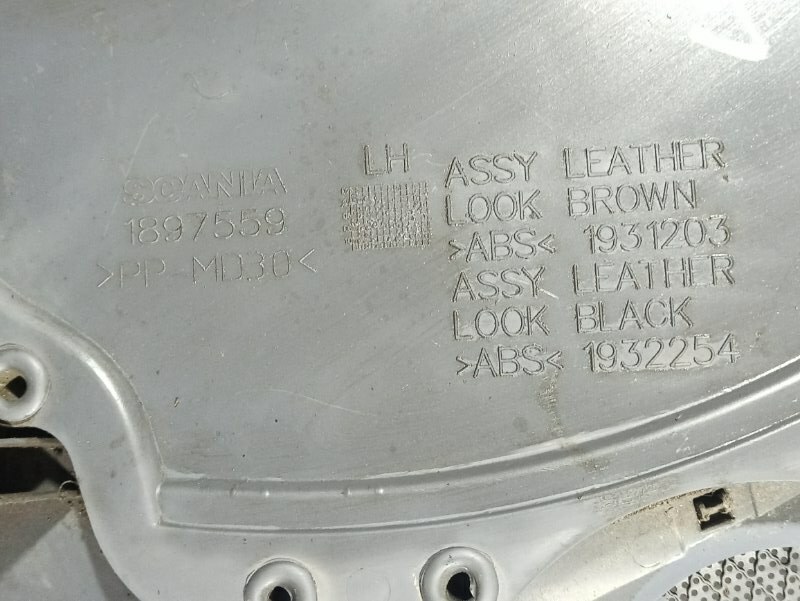 SCANIA
1897559
>PP-MD30<
LH
ASSY LEATHER
LOOK BROWN
>ABS< 1931203
ASSY LEATHER
LOOK BLACK
>ABS< 1932254